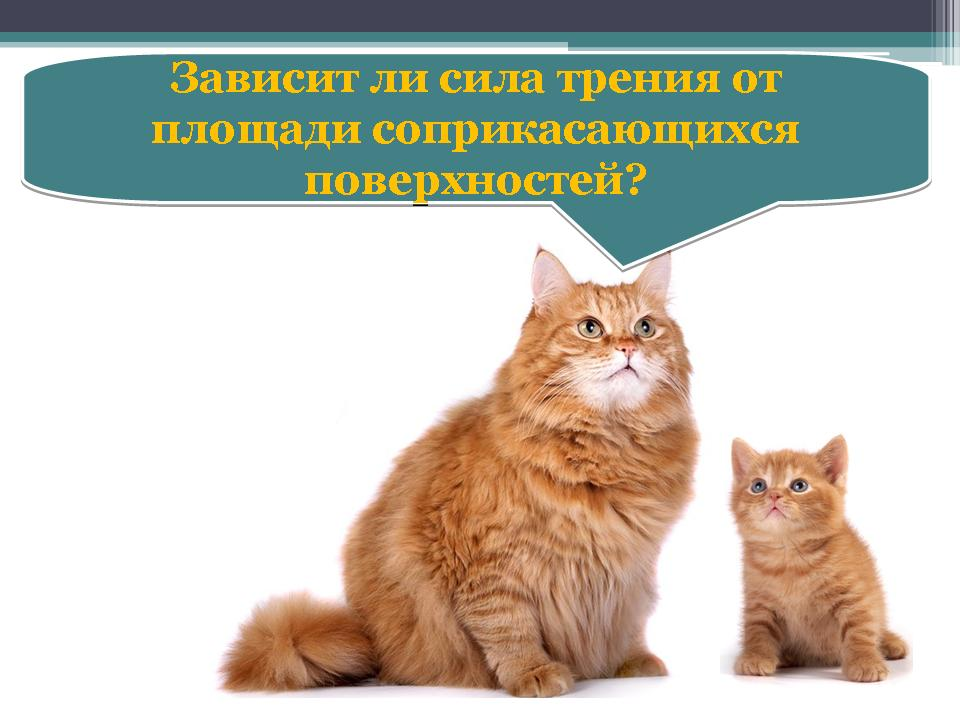 Зависит ли сила трения от
площади соприкасающихся
поверхностей?